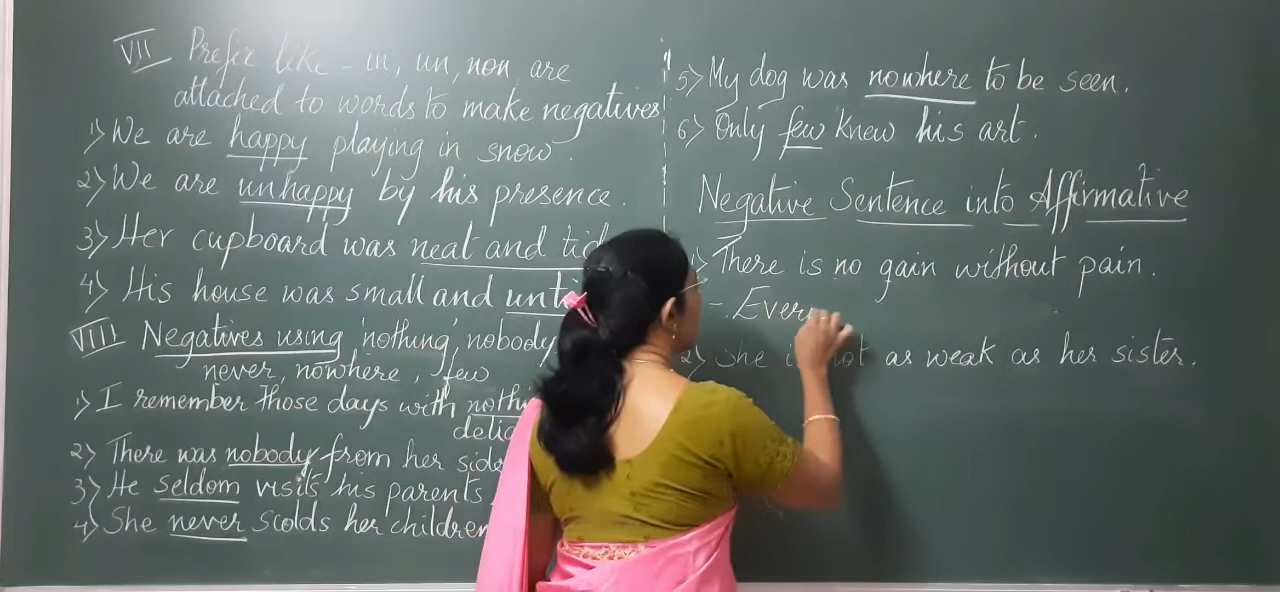 VII Prefix like - in, un, non are
attached to words to make negatives
1) We are happy playing in snow.
2) We are unhappy by his presence.
3) Her cupboard was neat and
4) His house was small and
VIII Negatives using 'nothing', nobody
never, nowhere, few
1) I remember those days with
2) There was nobody from her side
3) He seldom visits his parents
4) She never scolds her children
5) My dog was nowhere to be seen.
6) Only few knew his art.
Negative Sentence into Affirmative
There is no gain without pain.
2) She not as weak as her sister.